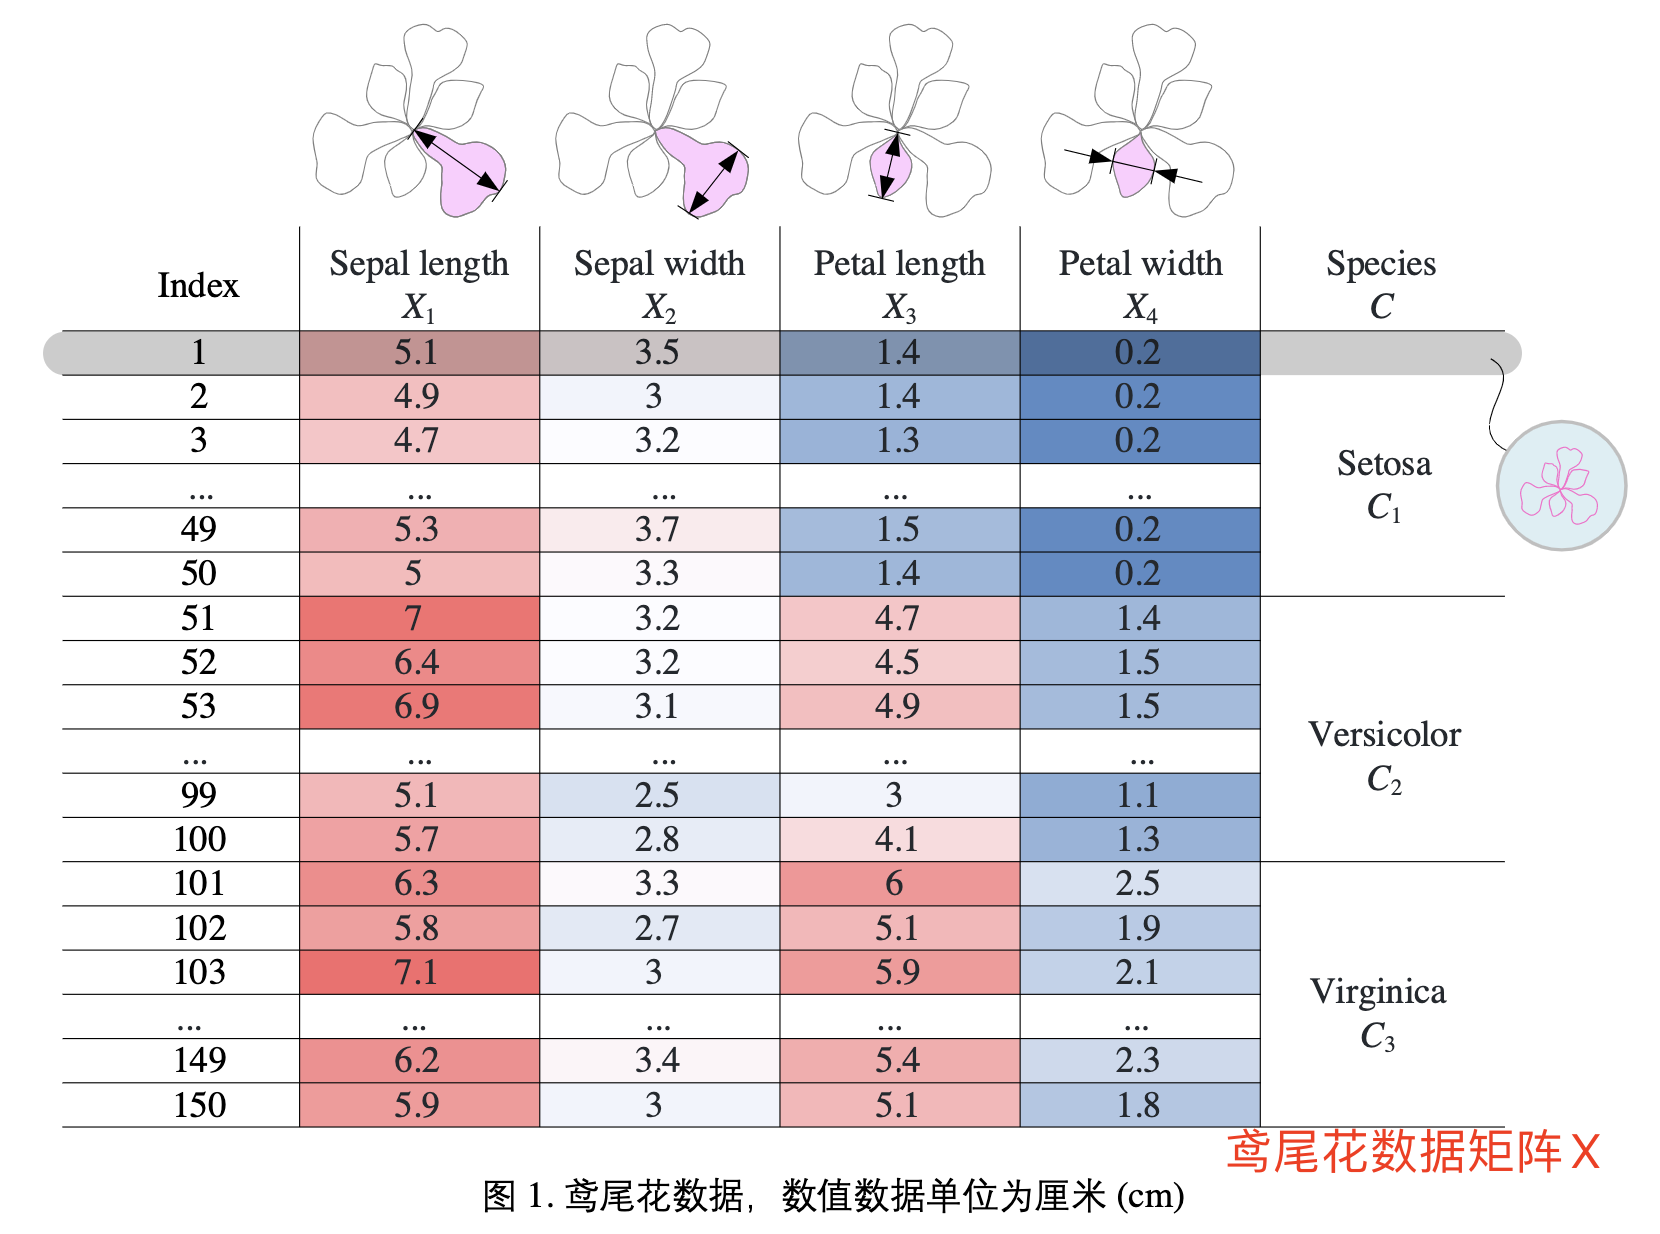 Index Sepal length X₁ Sepal width X₂ Petal length X₃ Petal width X₄ Species C
1 5.1 3.5 1.4 0.2
2 4.9 3 1.4 0.2
3 4.7 3.2 1.3 0.2
... ... ... ... ...
49 5.3 3.7 1.5 0.2
50 5 3.3 1.4 0.2
Setosa
C₁
51 7 3.2 4.7 1.4
52 6.4 3.2 4.5 1.5
53 6.9 3.1 4.9 1.5
... ... ... ... ...
99 5.1 2.5 3 1.1
100 5.7 2.8 4.1 1.3
Versicolor
C₂
101 6.3 3.3 6 2.5
102 5.8 2.7 5.1 1.9
103 7.1 3 5.9 2.1
... ... ... ... ...
149 6.2 3.4 5.4 2.3
150 5.9 3 5.1 1.8
Virginica
C₃
鸢尾花数据矩阵X
图 1. 鸢尾花数据，数值数据单位为厘米 (cm)